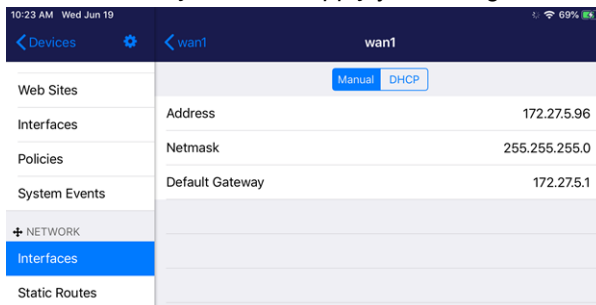 10:23 AM Wed Jun 19
69%
Devices
wan1
wan1
Manual DHCP
Web Sites
Address 172.27.5.96
Interfaces
Netmask 255.255.255.0
Policies
Default Gateway 172.27.5.1
System Events
NETWORK
Interfaces
Static Routes